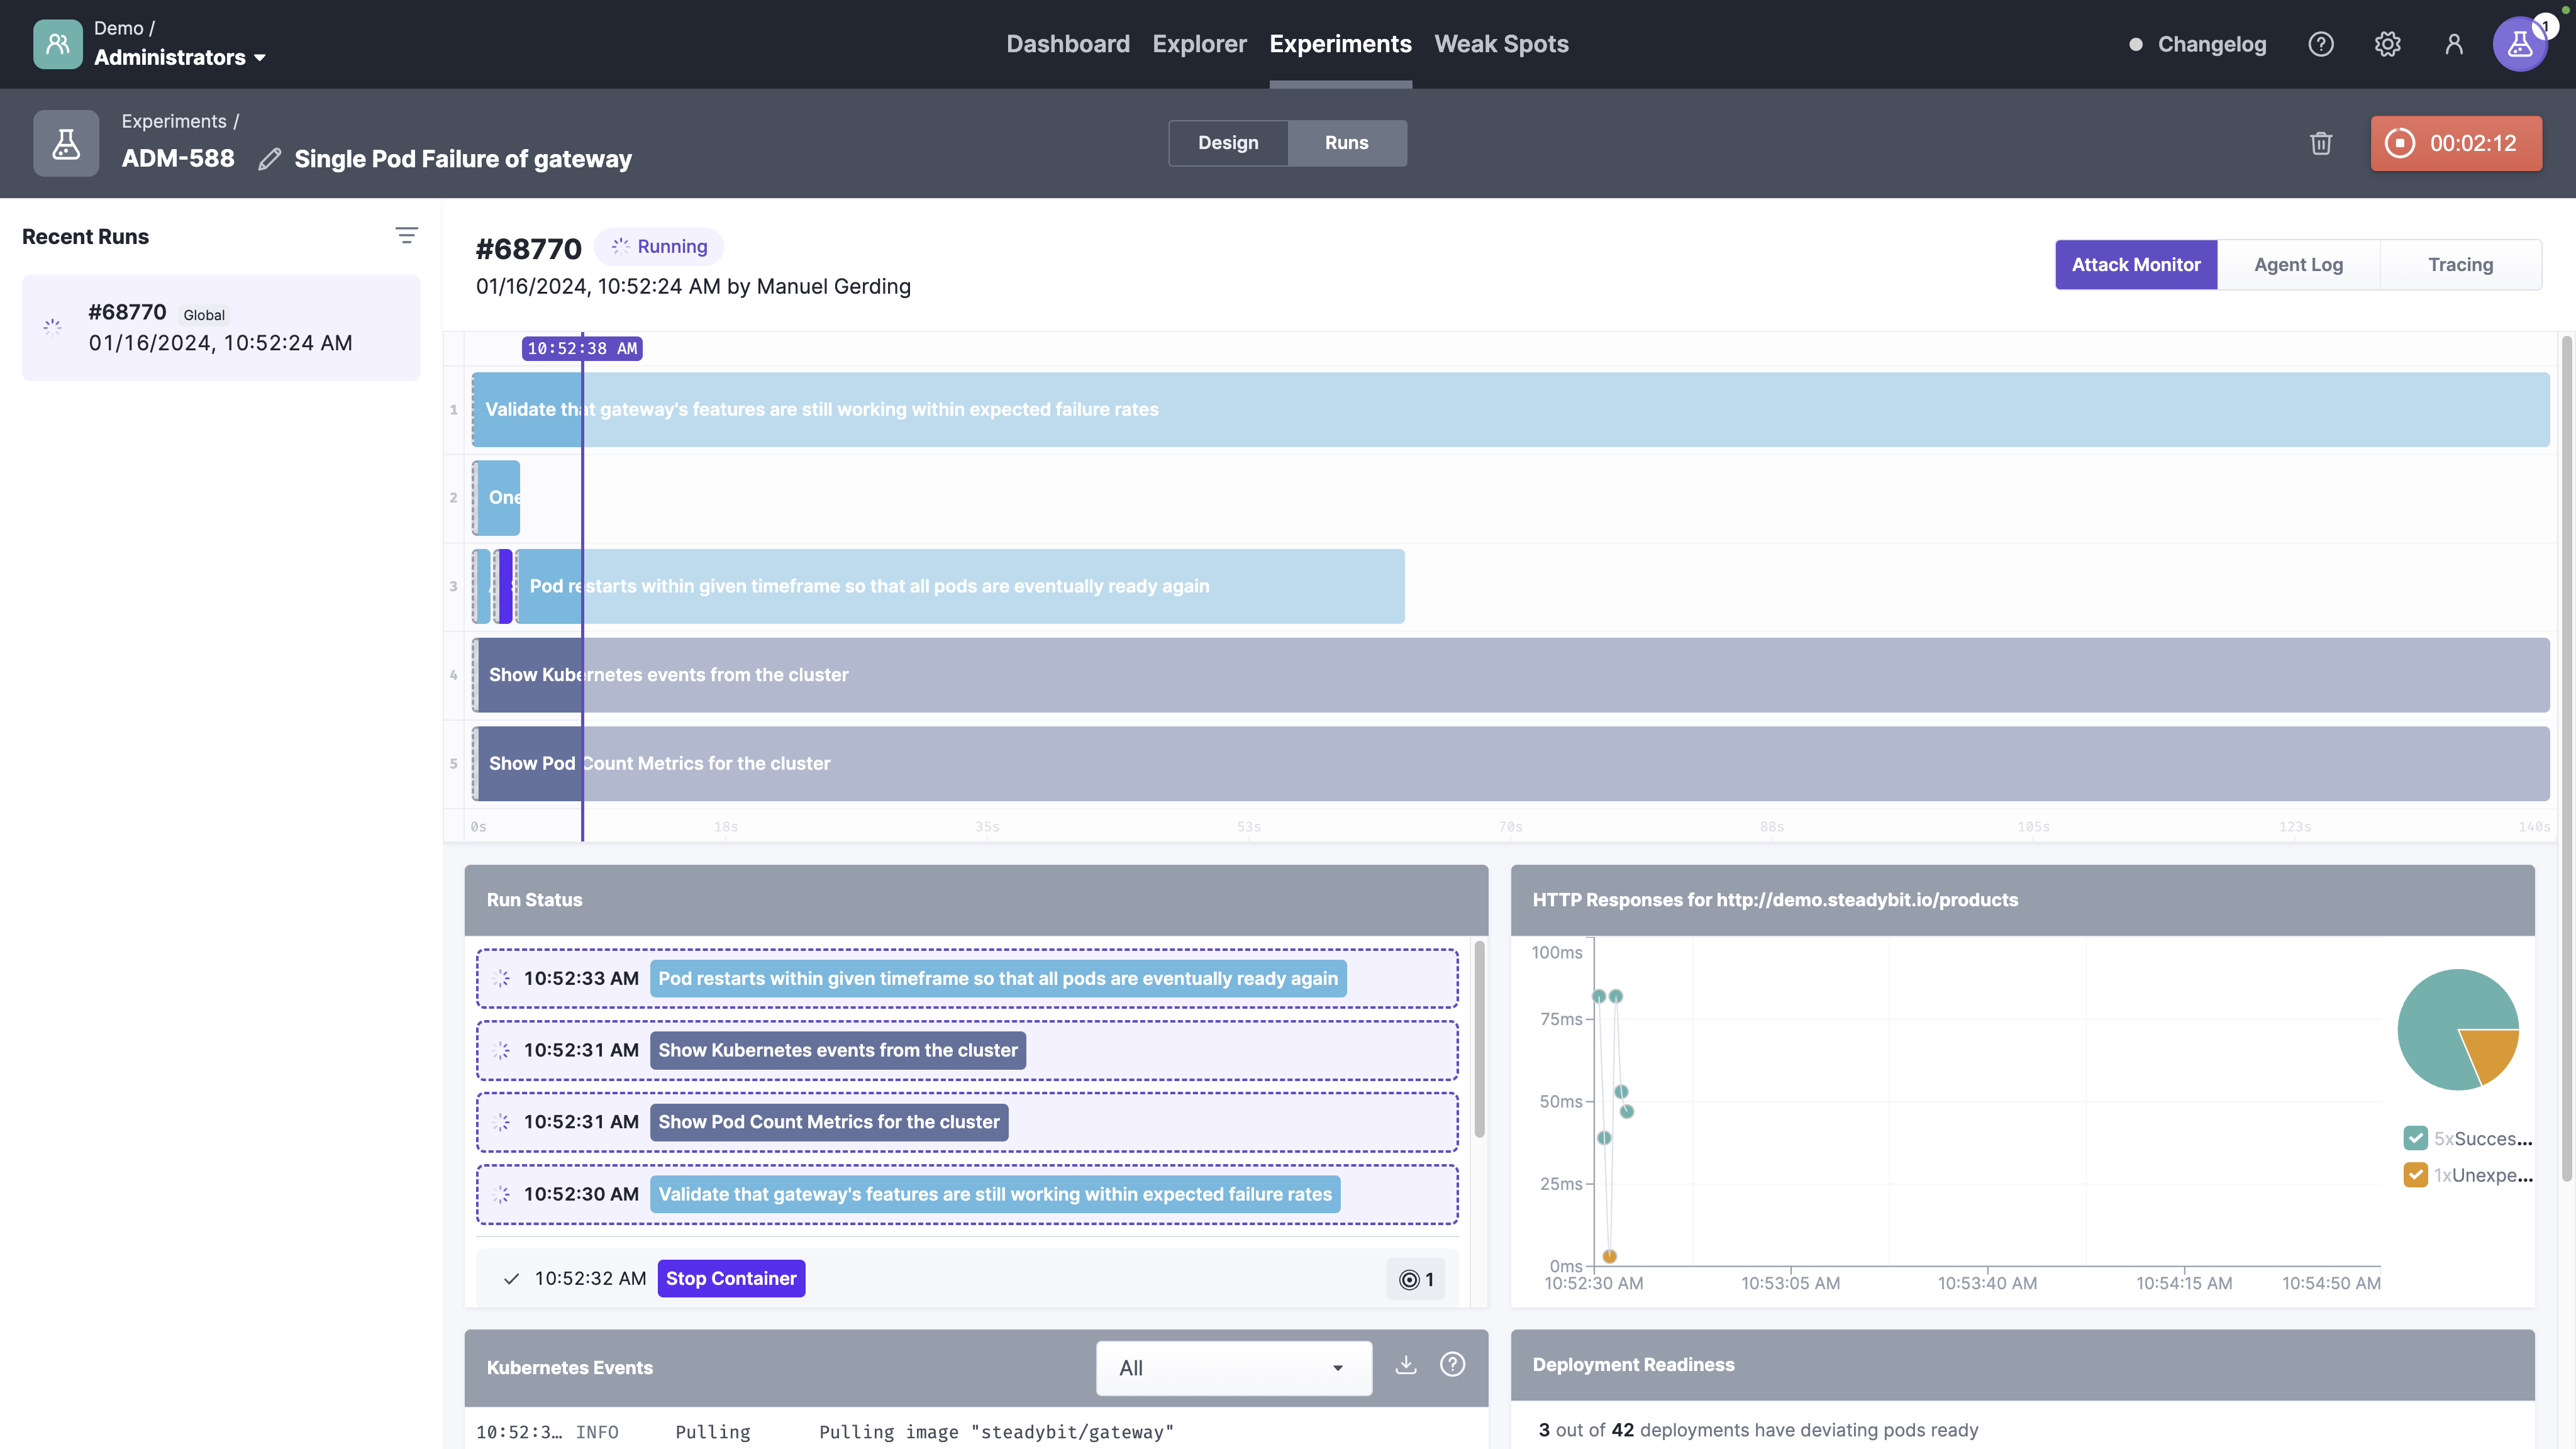 Demo /
Administrators
Dashboard Explorer Experiments Weak Spots
Changelog
1
Experiments /
ADM-588 Single Pod Failure of gateway
Design Runs
00:02:12
Recent Runs
#68770 Global
01/16/2024, 10:52:24 AM
#68770 Running
01/16/2024, 10:52:24 AM by Manuel Gerding
Attack Monitor Agent Log Tracing
10:52:38 AM
1 Validate that gateway's features are still working within expected failure rates
2 One
3 Pod restarts within given timeframe so that all pods are eventually ready again
4 Show Kubernetes events from the cluster
5 Show Pod Count Metrics for the cluster
0s 18s 35s 53s 70s 88s 105s 123s 140s
Run Status
10:52:33 AM Pod restarts within given timeframe so that all pods are eventually ready again
10:52:31 AM Show Kubernetes events from the cluster
10:52:31 AM Show Pod Count Metrics for the cluster
10:52:30 AM Validate that gateway's features are still working within expected failure rates
10:52:32 AM Stop Container 1
HTTP Responses for http://demo.steadybit.io/products
100ms
75ms
50ms
25ms
0ms
10:52:30 AM 10:53:05 AM 10:53:40 AM 10:54:15 AM 10:54:50 AM
5xSucces...
1xUnexpe...
Kubernetes Events All
10:52:3… INFO Pulling Pulling image "steadybit/gateway"
Deployment Readiness
3 out of 42 deployments have deviating pods ready